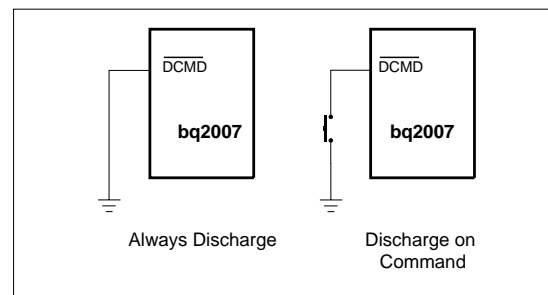 DCMD
DCMD
bq2007
bq2007
Always Discharge
Discharge on
Command